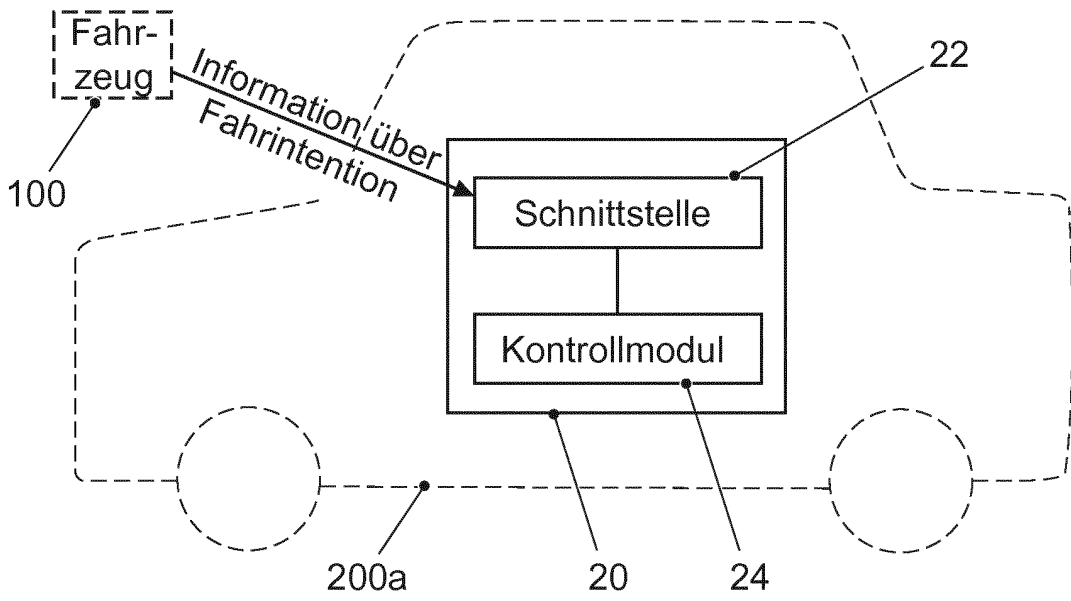 Fahr-
zeug
Information über
Fahrintention
22
100
Schnittstelle
Kontrollmodul
200a
20
24